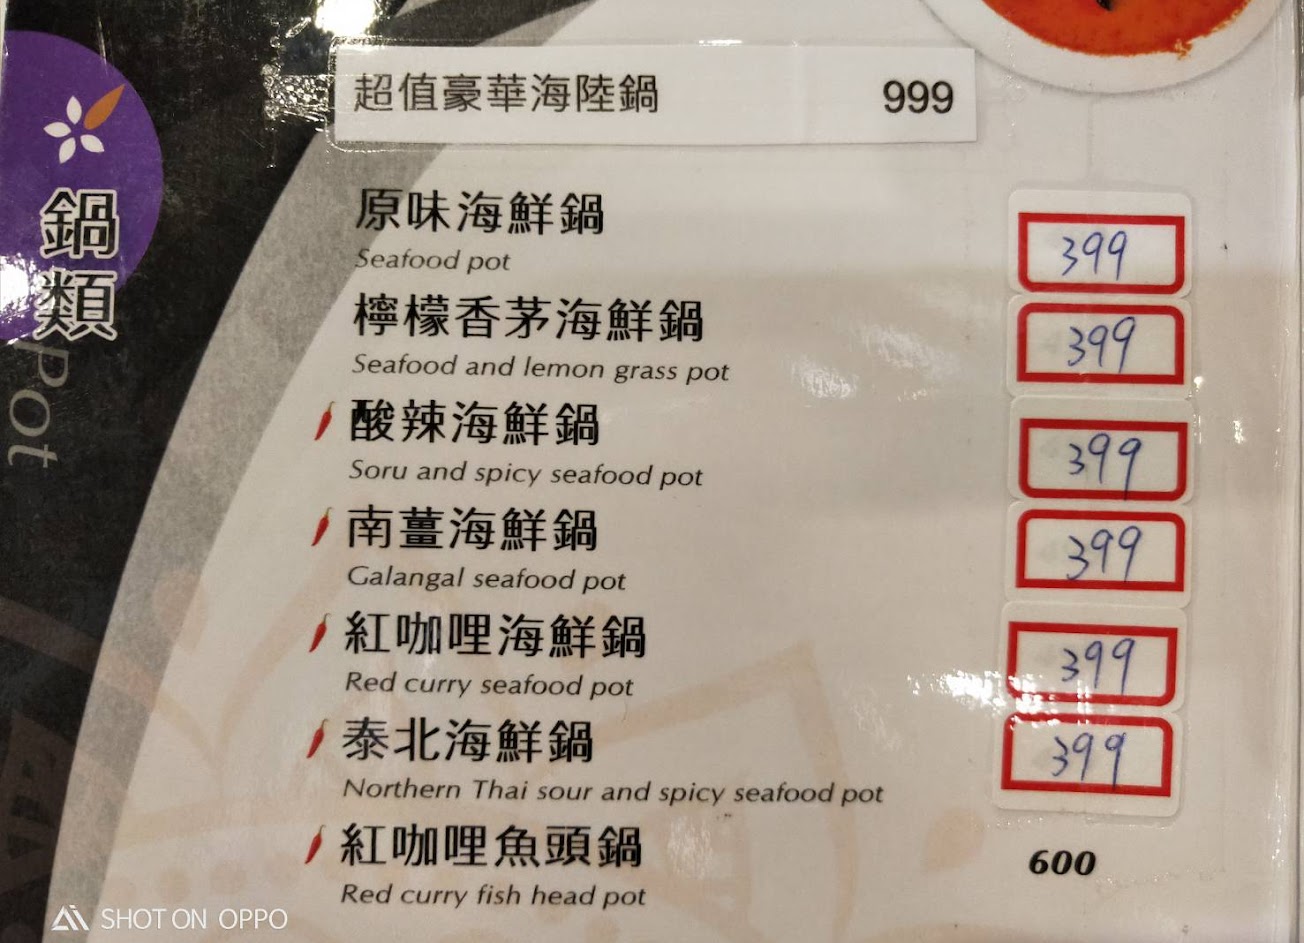 超值豪華海陸鍋 999
鍋類
Pot
原味海鮮鍋 399
Seafood pot
檸檬香茅海鮮鍋 399
Seafood and lemon grass pot
酸辣海鮮鍋 399
Soru and spicy seafood pot
南薑海鮮鍋 399
Galangal seafood pot
紅咖哩海鮮鍋 399
Red curry seafood pot
泰北海鮮鍋 399
Northern Thai sour and spicy seafood pot
紅咖哩魚頭鍋 600
Red curry fish head pot
SHOT ON OPPO